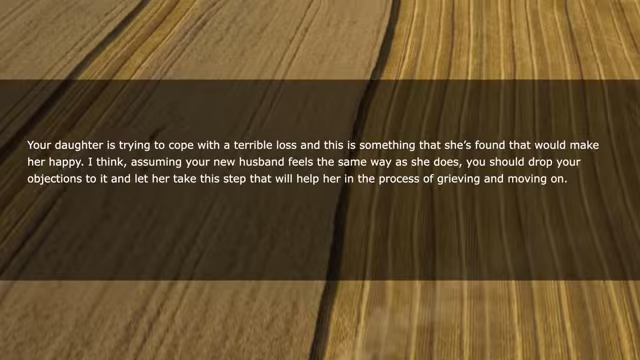 Your daughter is trying to cope with a terrible loss and this is something that she’s found that would make
her happy. I think, assuming your new husband feels the same way as she does, you should drop your
objections to it and let her take this step that will help her in the process of grieving and moving on.